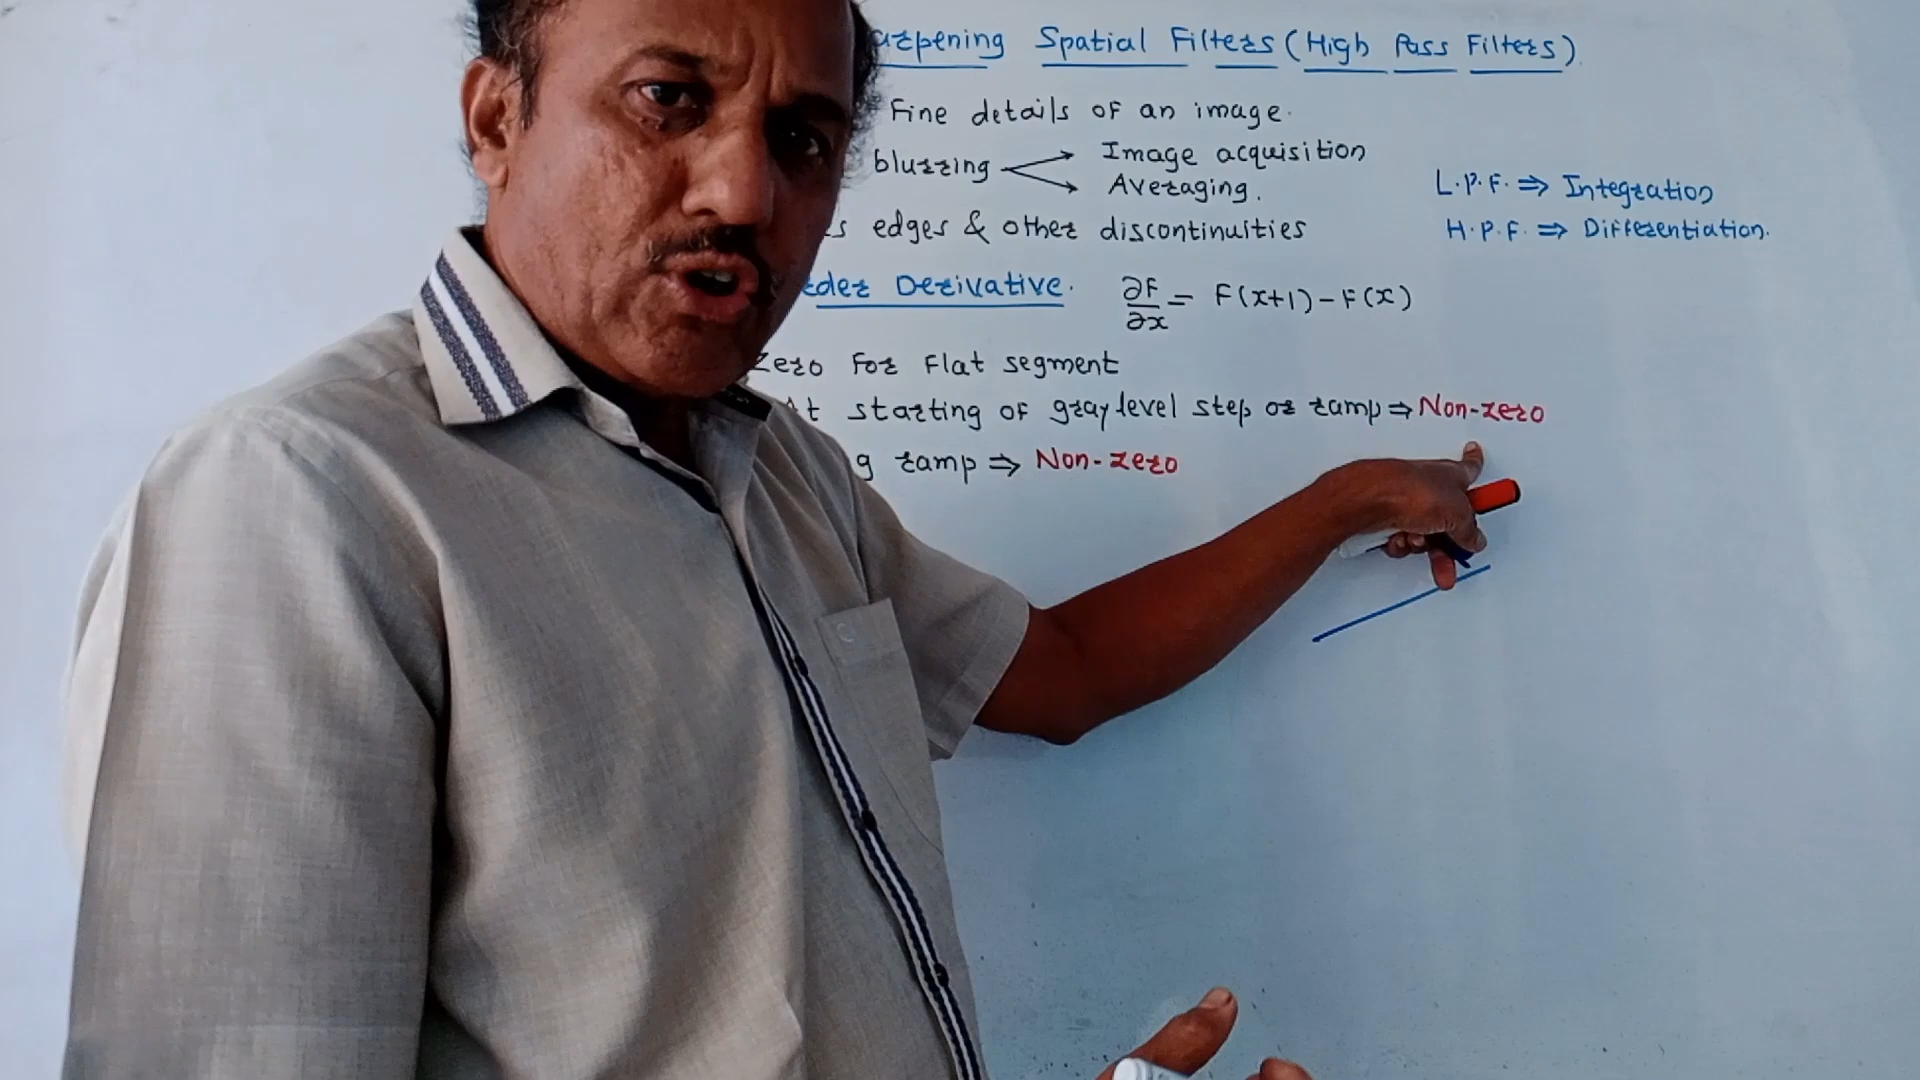 Spatial Filters (High Pass Filters)
Fine details of an image.
blurring Image acquisition
Averaging.
L.P.F. ⇒ Integration
edges & other discontinuities
H.P.F. ⇒ Differentiation.
Derivative. ∂F/∂x = F(x+1) - F(x)
Zero For Flat segment
At starting of gray level step or ramp ⇒ Non-zero
ramp ⇒ Non-zero